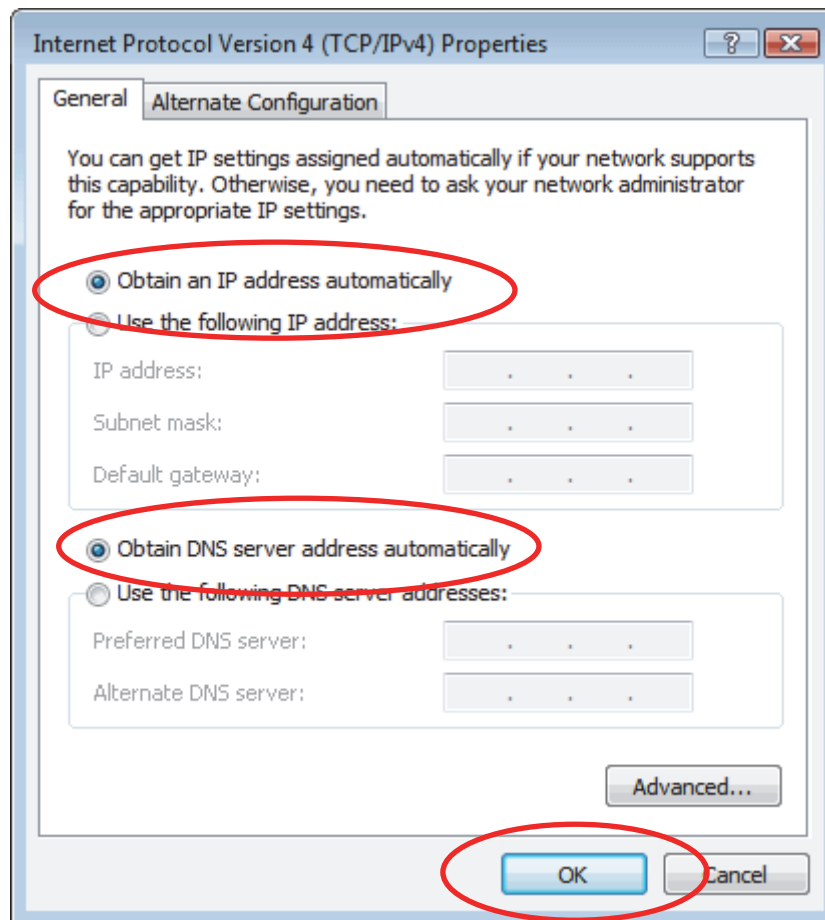 Internet Protocol Version 4 (TCP/IPv4) Properties
General
Alternate Configuration
You can get IP settings assigned automatically if your network supports
this capability. Otherwise, you need to ask your network administrator
for the appropriate IP settings.
Obtain an IP address automatically
Use the following IP address:
IP address:
Subnet mask:
Default gateway:
Obtain DNS server address automatically
Use the following DNS server addresses:
Preferred DNS server:
Alternate DNS server:
Advanced...
OK
Cancel